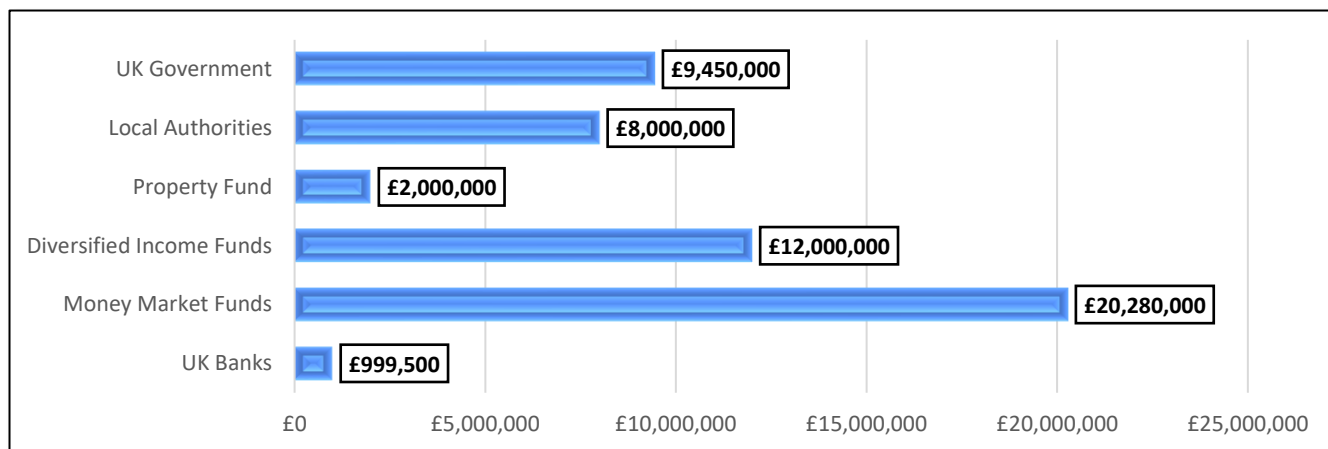 UK Government £9,450,000
Local Authorities £8,000,000
Property Fund £2,000,000
Diversified Income Funds £12,000,000
Money Market Funds £20,280,000
UK Banks £999,500
£0 £5,000,000 £10,000,000 £15,000,000 £20,000,000 £25,000,000